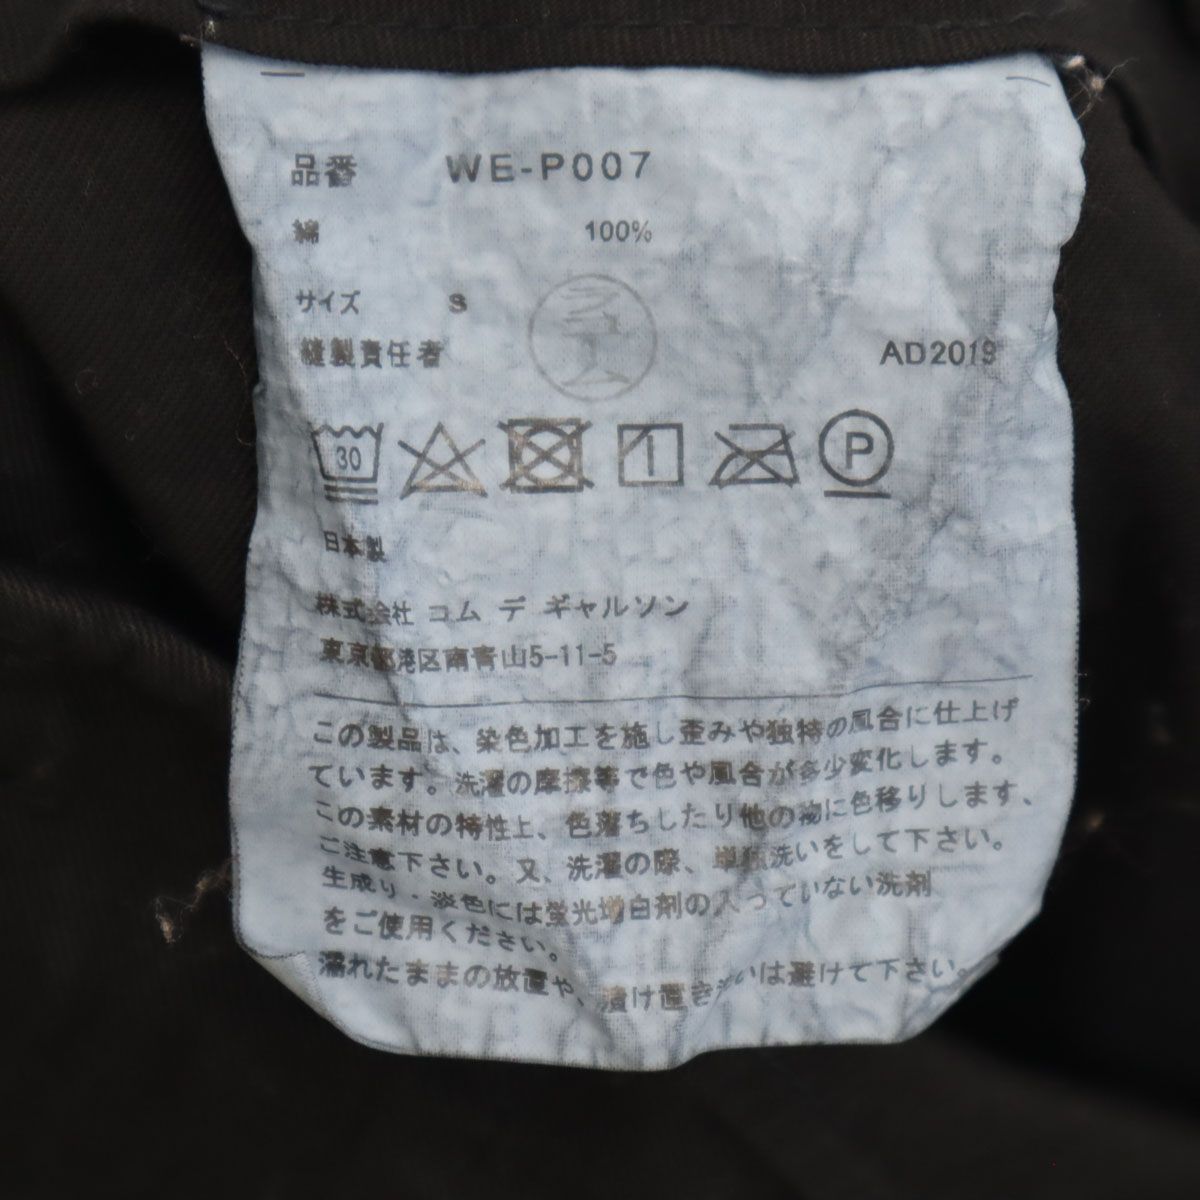 品番 WE-P007
綿 100%
サイズ S
縫製責任者 AD2019
30 1 P
日本製
株式会社 コム デ ギャルソン
東京都港区南青山5-11-5
この製品は、染色加工を施し歪みや独特の風合に仕上げ
ています。洗濯の摩擦等で色や風合が多少変化します。
この素材の特性上、色落ちしたり他の物に色移りします、
ご注意下さい。又、洗濯の際、単独洗いをして下さい。
生成り・淡色には蛍光増白剤の入っていない洗剤
をご使用ください。
濡れたままの放置や、漬け置き洗いは避けて下さい。